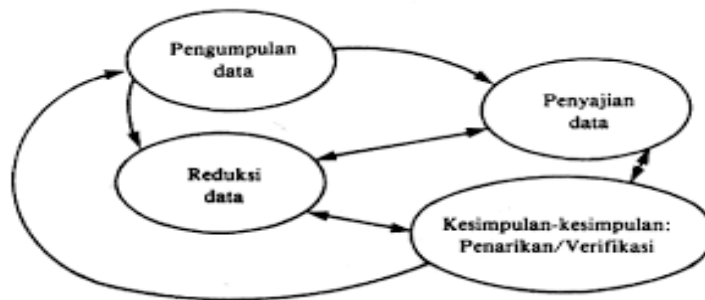 Pengumpulan
data
Penyajian
data
Reduksi
data
Kesimpulan-kesimpulan:
Penarikan/Verifikasi